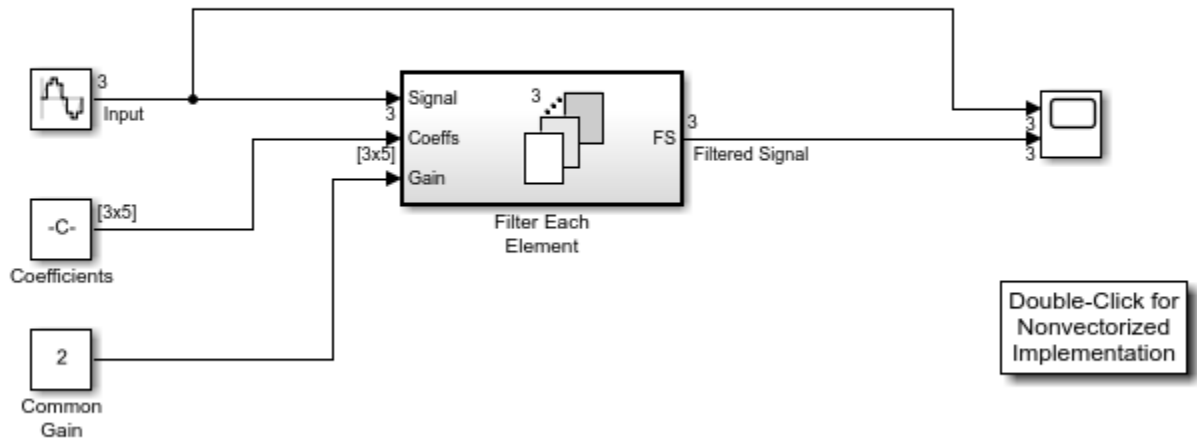 3
Input
3
[3x5]
Signal
Coeffs
Gain
3
FS
Filter Each
Element
3
Filtered Signal
3
3
-C-
[3x5]
Coefficients
2
Common
Gain
Double-Click for
Nonvectorized
Implementation